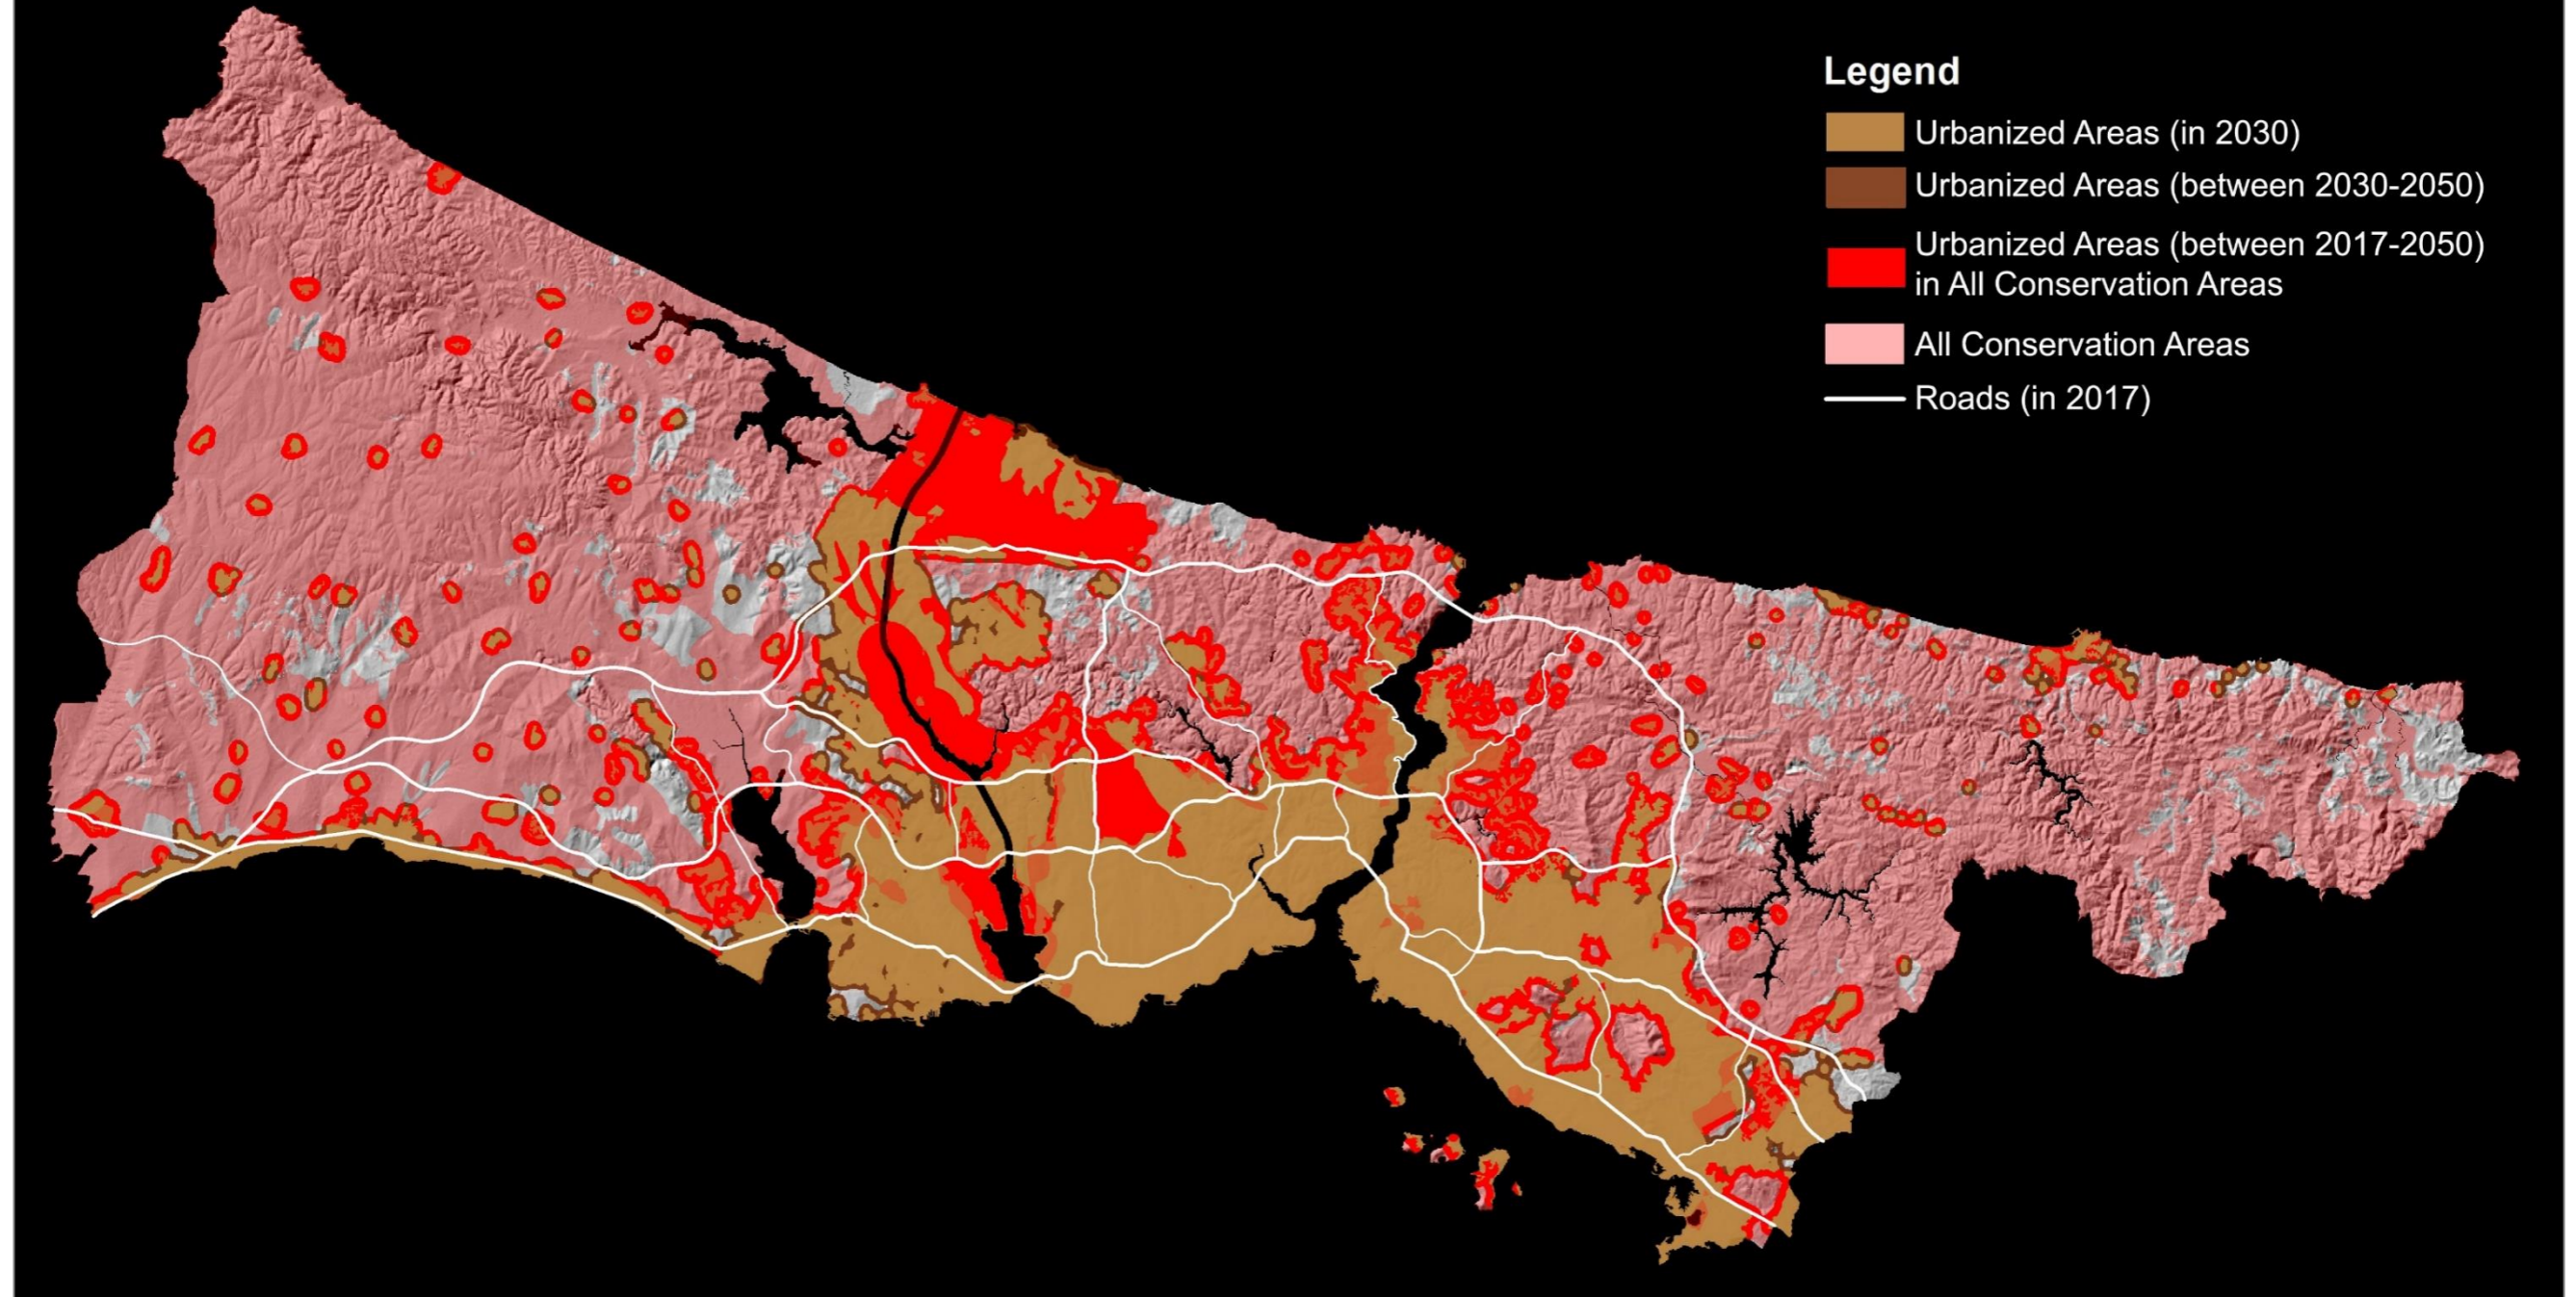 Legend
Urbanized Areas (in 2030)
Urbanized Areas (between 2030-2050)
Urbanized Areas (between 2017-2050)
in All Conservation Areas
All Conservation Areas
Roads (in 2017)